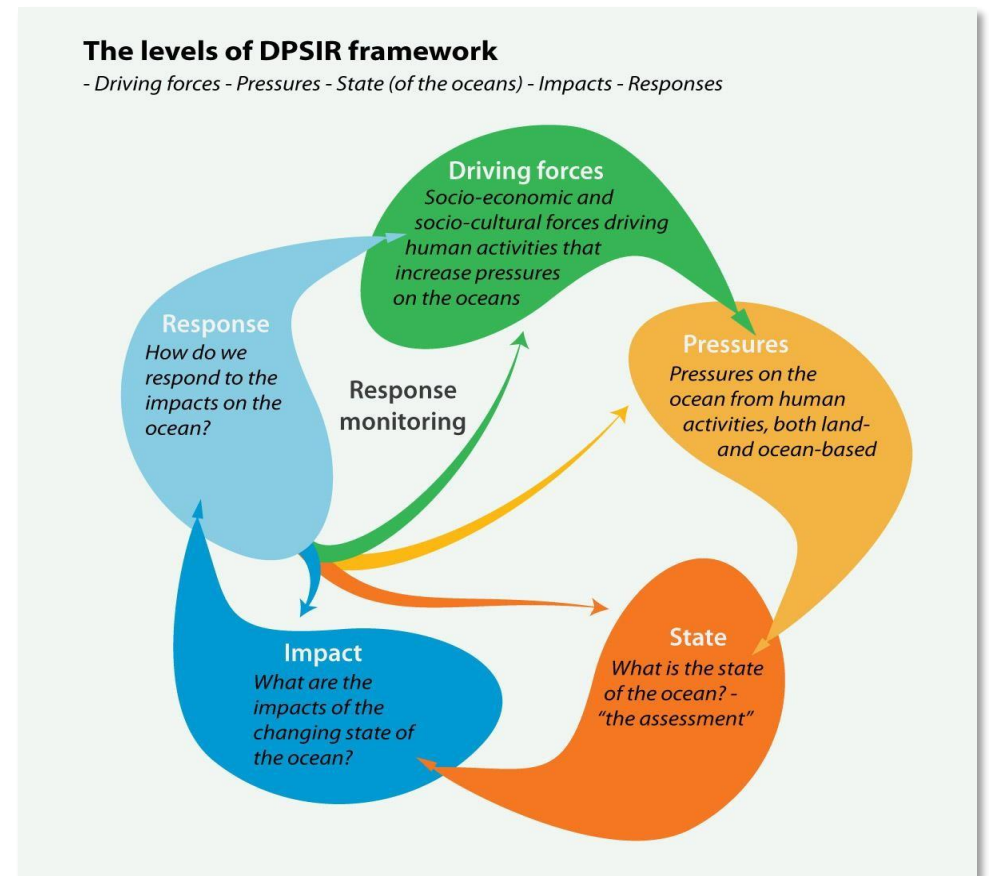 The levels of DPSIR framework
- Driving forces - Pressures - State (of the oceans) - Impacts - Responses
Driving forces
Socio-economic and
socio-cultural forces driving
human activities that
increase pressures
on the oceans
Response
How do we
respond to the
impacts on the
ocean?
Response
monitoring
Pressures
Pressures on the
ocean from human
activities, both land-
and ocean-based
State
What is the state
of the ocean? -
“the assessment”
Impact
What are the
impacts of the
changing state of
the ocean?